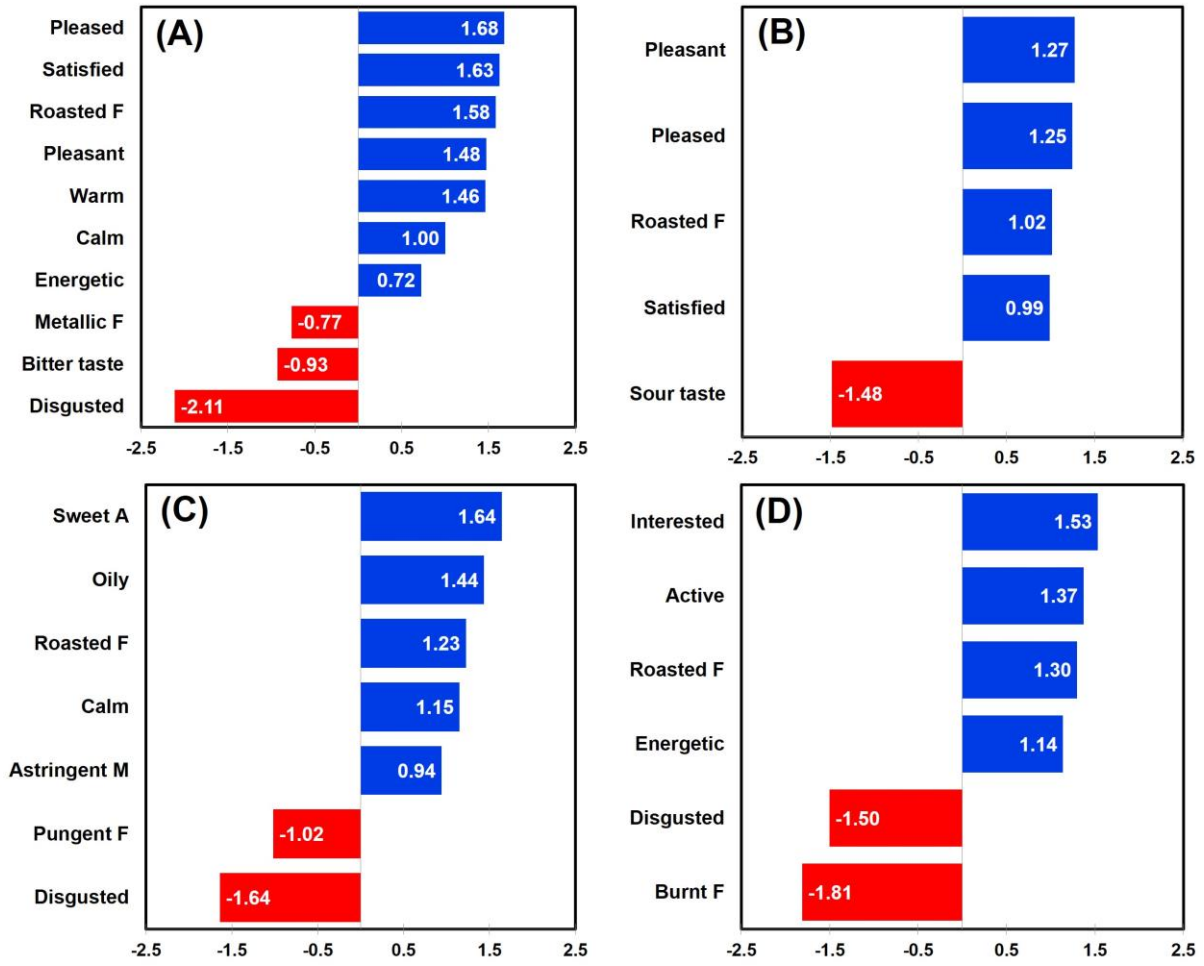 (A)
Pleased 1.68
Satisfied 1.63
Roasted F 1.58
Pleasant 1.48
Warm 1.46
Calm 1.00
Energetic 0.72
Metallic F -0.77
Bitter taste -0.93
Disgusted -2.11
-2.5 -1.5 -0.5 0.5 1.5 2.5
(B)
Pleasant 1.27
Pleased 1.25
Roasted F 1.02
Satisfied 0.99
Sour taste -1.48
-2.5 -1.5 -0.5 0.5 1.5 2.5
(C)
Sweet A 1.64
Oily 1.44
Roasted F 1.23
Calm 1.15
Astringent M 0.94
Pungent F -1.02
Disgusted -1.64
-2.5 -1.5 -0.5 0.5 1.5 2.5
(D)
Interested 1.53
Active 1.37
Roasted F 1.30
Energetic 1.14
Disgusted -1.50
Burnt F -1.81
-2.5 -1.5 -0.5 0.5 1.5 2.5